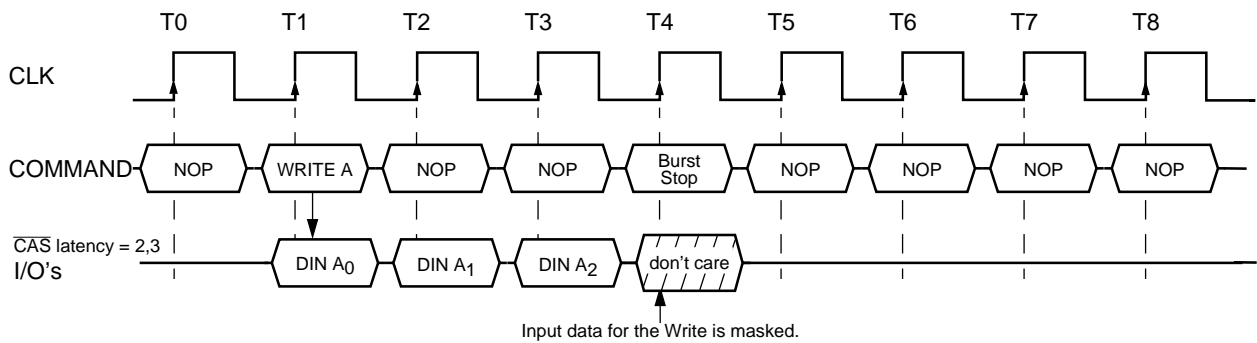 T0 T1 T2 T3 T4 T5 T6 T7 T8
CLK
COMMAND NOP WRITE A NOP NOP Burst Stop NOP NOP NOP NOP
CAS latency = 2,3
I/O's DIN A0 DIN A1 DIN A2 don't care
Input data for the Write is masked.